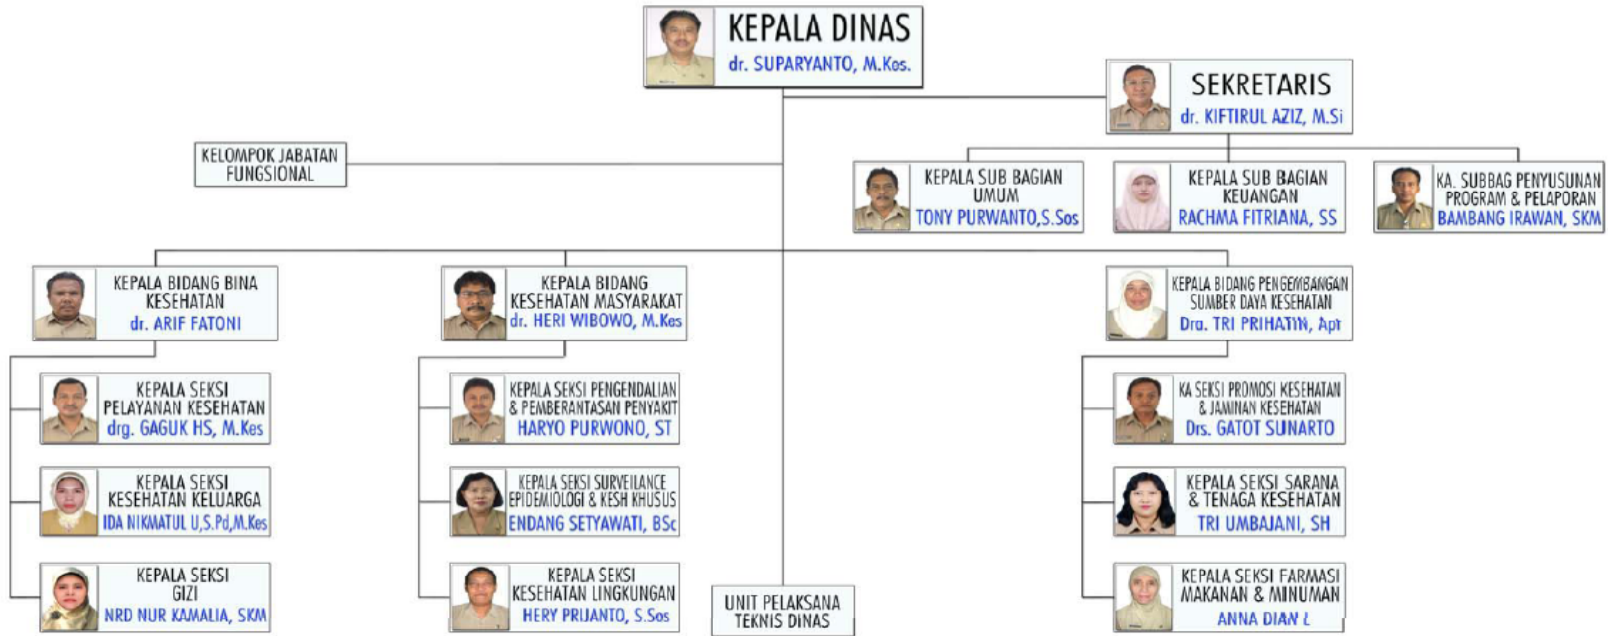 KEPALA DINAS
dr. SUPARYANTO, M.Kes.
SEKRETARIS
dr. KIFTIRUL AZIZ, M.Si
KELOMPOK JABATAN
FUNGSIONAL
KEPALA SUB BAGIAN
UMUM
TONY PURWANTO,S.Sos
KEPALA SUB BAGIAN
KEUANGAN
RACHMA FITRIANA, SS
KA. SUBBAG PENYUSUNAN
PROGRAM & PELAPORAN
BAMBANG IRAWAN, SKM
KEPALA BIDANG BINA
KESEHATAN
dr. ARIF FATONI
KEPALA BIDANG
KESEHATAN MASYARAKAT
dr. HERI WIBOWO, M.Kes
KEPALA BIDANG PENGEMBANGAN
SUMBER DAYA KESEHATAN
Dra. TRI PRIHATIN, Apt
KEPALA SEKSI
PELAYANAN KESEHATAN
drg. GAGUK HS, M.Kes
KEPALA SEKSI PENGENDALIAN
& PEMBERANTASAN PENYAKIT
HARYO PURWONO, ST
KA SEKSI PROMOSI KESEHATAN
& JAMINAN KESEHATAN
Drs. GATOT SUNARTO
KEPALA SEKSI
KESEHATAN KELUARGA
IDA NIKMATUL U,S.Pd,M.Kes
KEPALA SEKSI SURVEILANCE
EPIDEMIOLOGI & KESH KHUSUS
ENDANG SETYAWATI, BSc
KEPALA SEKSI SARANA
& TENAGA KESEHATAN
TRI UMBAJANI, SH
KEPALA SEKSI
GIZI
NRD NUR KAMALIA, SKM
KEPALA SEKSI
KESEHATAN LINGKUNGAN
HERY PRIJANTO, S.Sos
UNIT PELAKSANA
TEKNIS DINAS
KEPALA SEKSI FARMASI
MAKANAN & MINUMAN
ANNA DIAN L